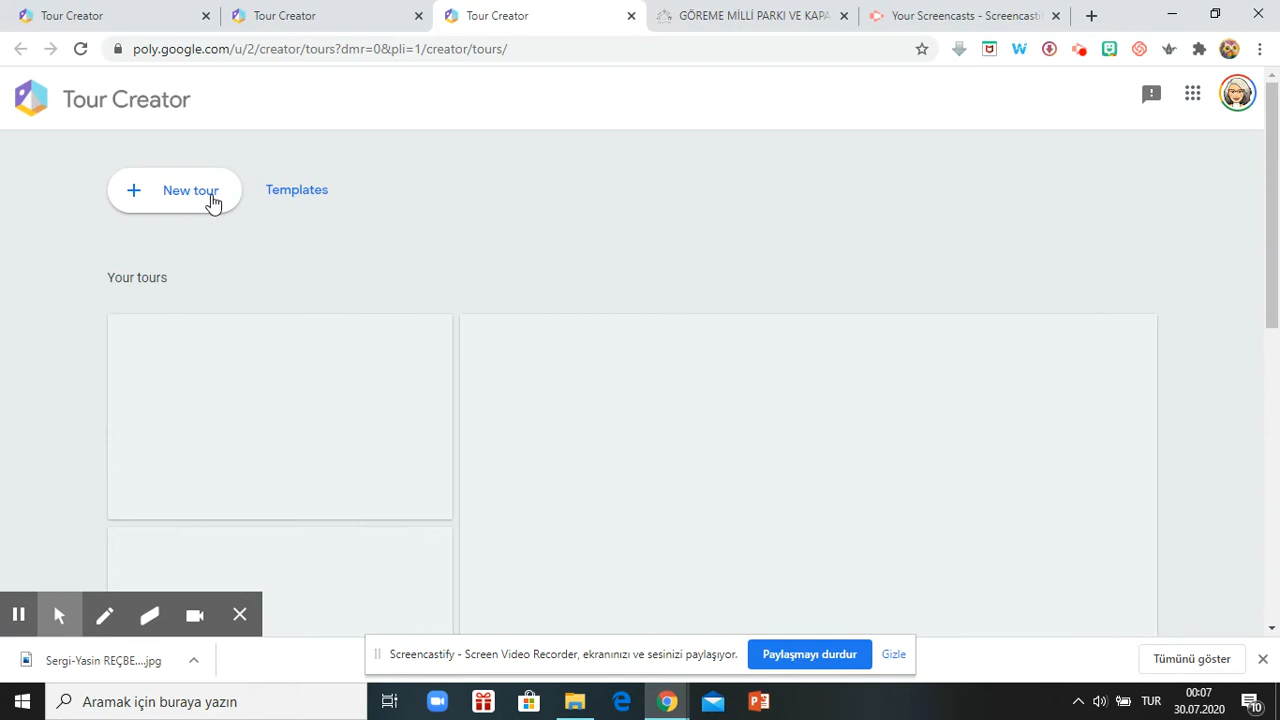 Tour Creator
Tour Creator
Tour Creator
GÖREME MİLLİ PARKI VE KAPA
Your Screencasts - Screencastif
poly.google.com/u/2/creator/tours?dmr=0&pli=1/creator/tours/
Tour Creator
New tour
Templates
Your tours
Screencastify - Screen Video Recorder, ekranınızı ve sesinizi paylaşıyor.
Paylaşmayı durdur
Gizle
Sergi-Yasin REÇBE....jpg
Tümünü göster
Aramak için buraya yazın
TUR
00:07
30.07.2020
10